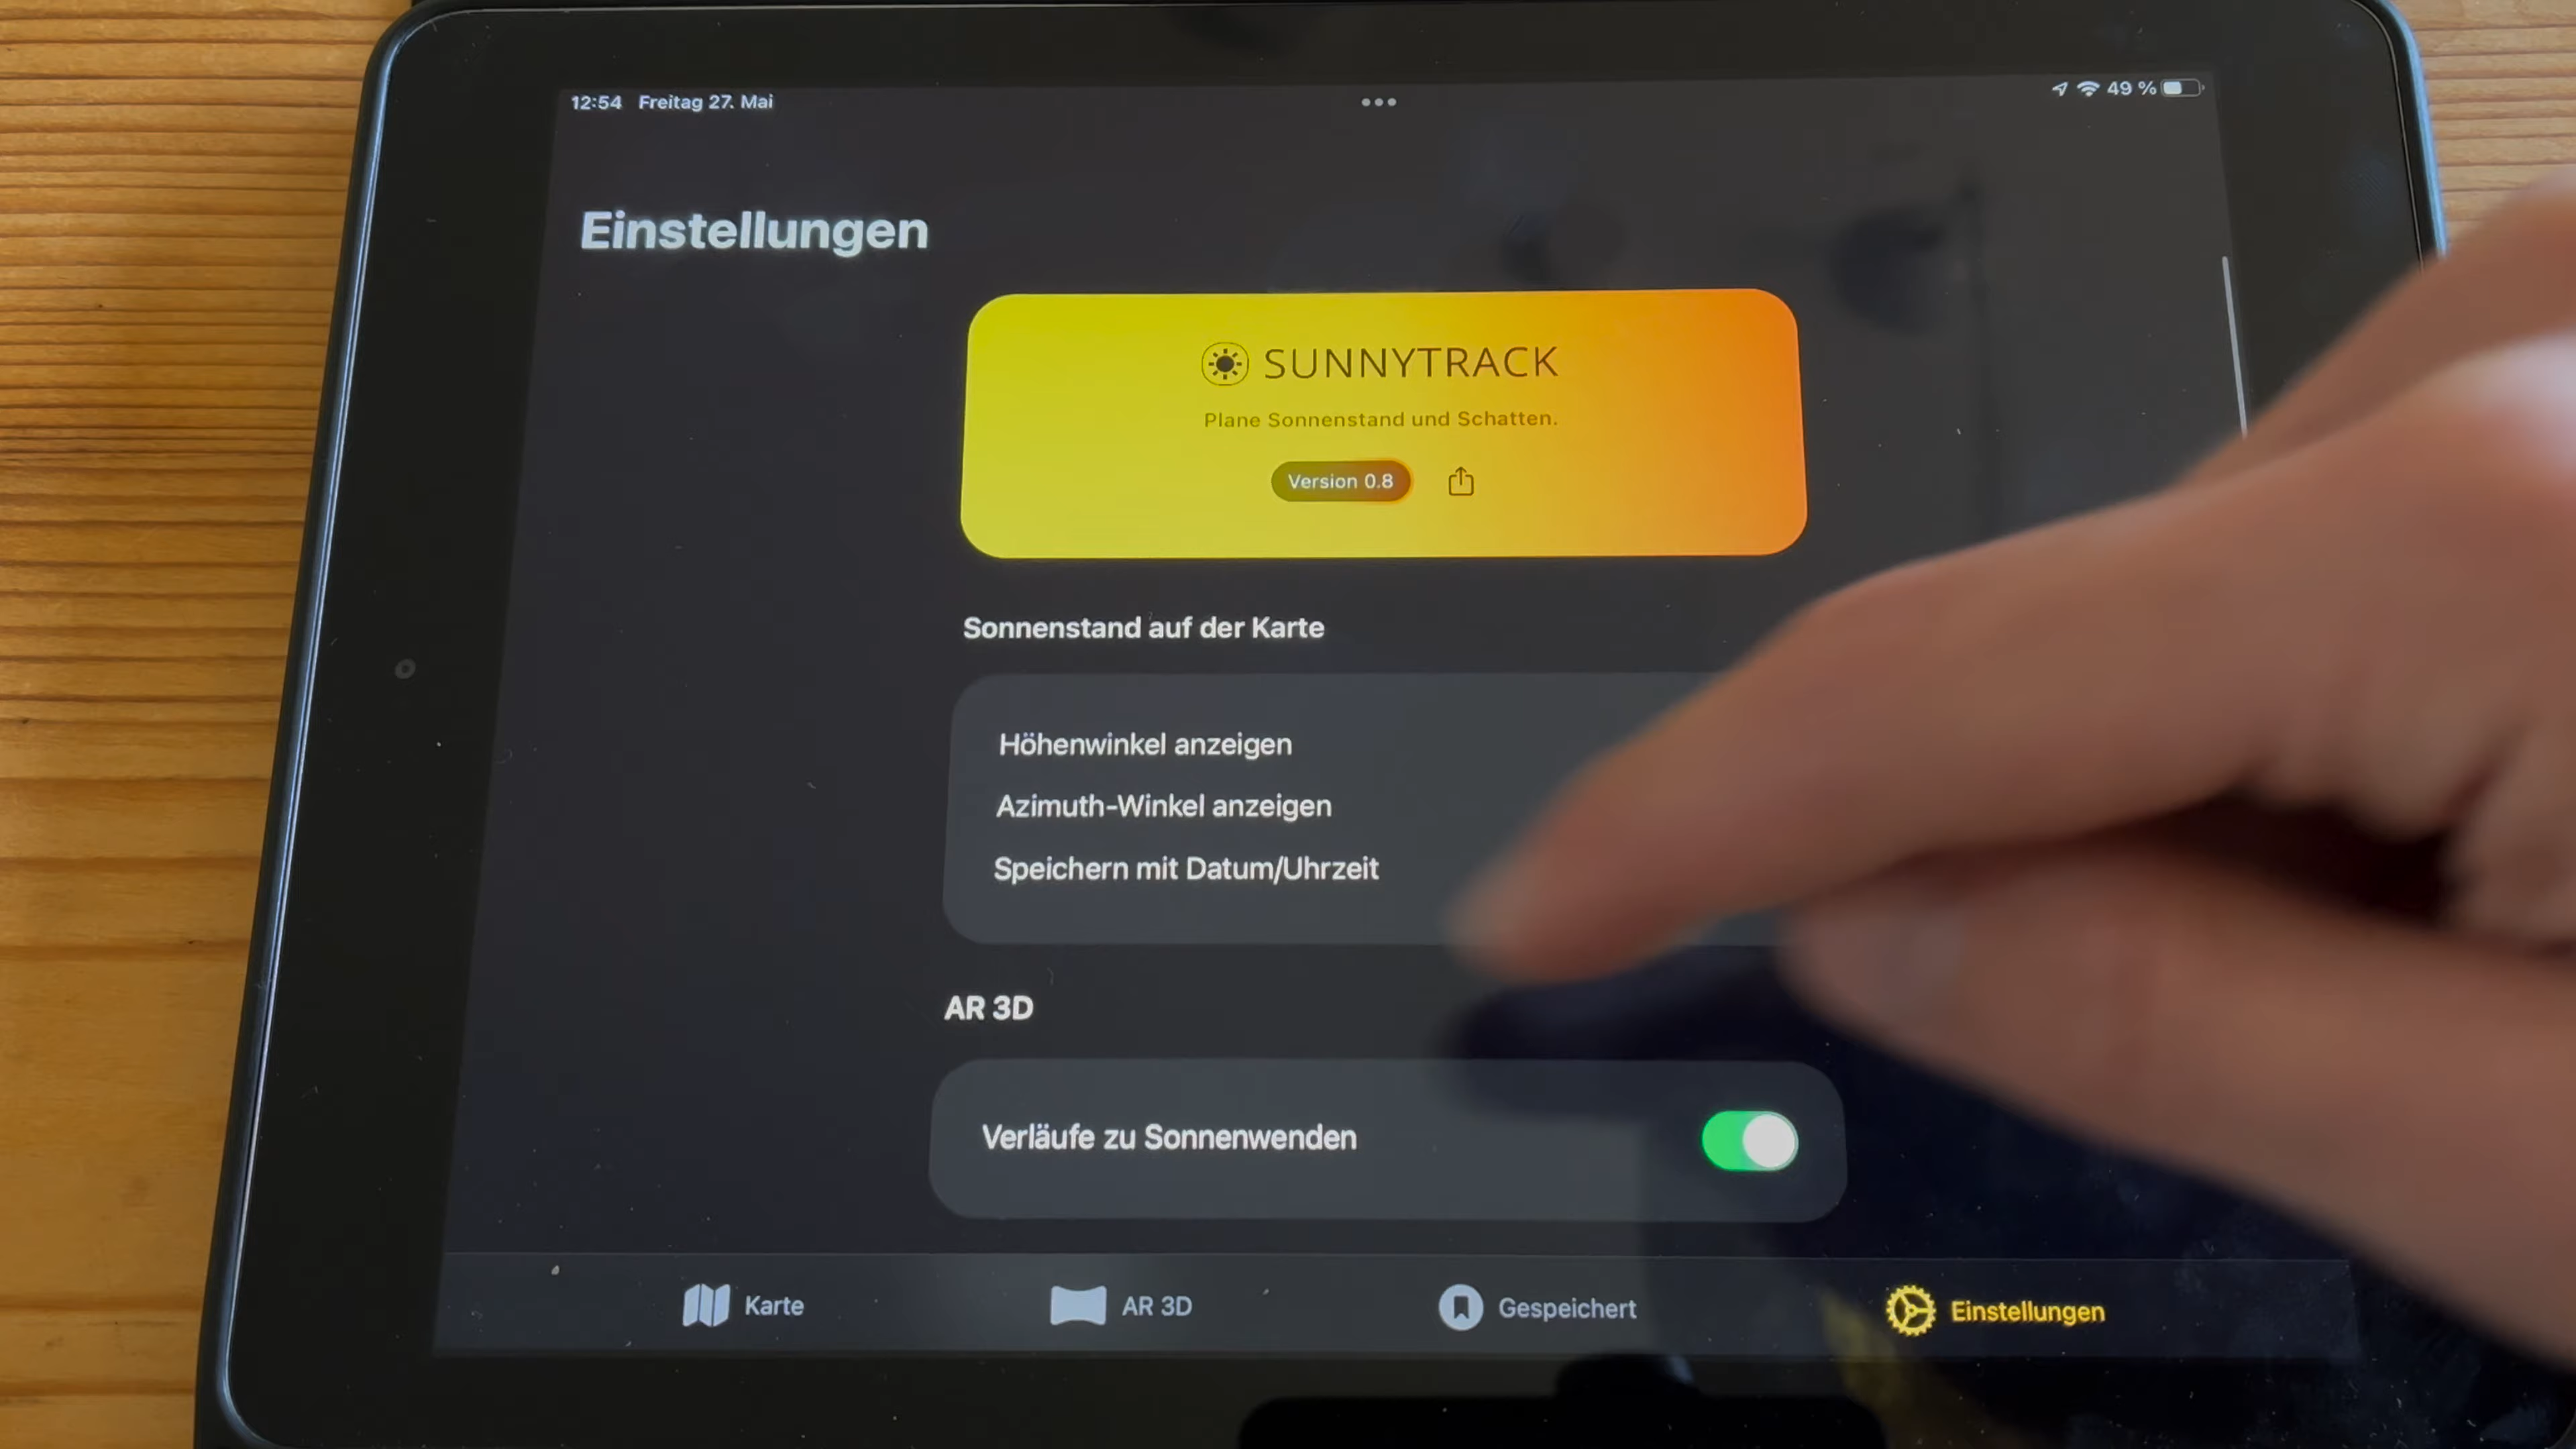 12:54 Freitag 27. Mai
49 %
Einstellungen
SUNNYTRACK
Plane Sonnenstand und Schatten.
Version 0.8
Sonnenstand auf der Karte
Höhenwinkel anzeigen
Azimuth-Winkel anzeigen
Speichern mit Datum/Uhrzeit
AR 3D
Verläufe zu Sonnenwenden
Karte
AR 3D
Gespeichert
Einstellungen